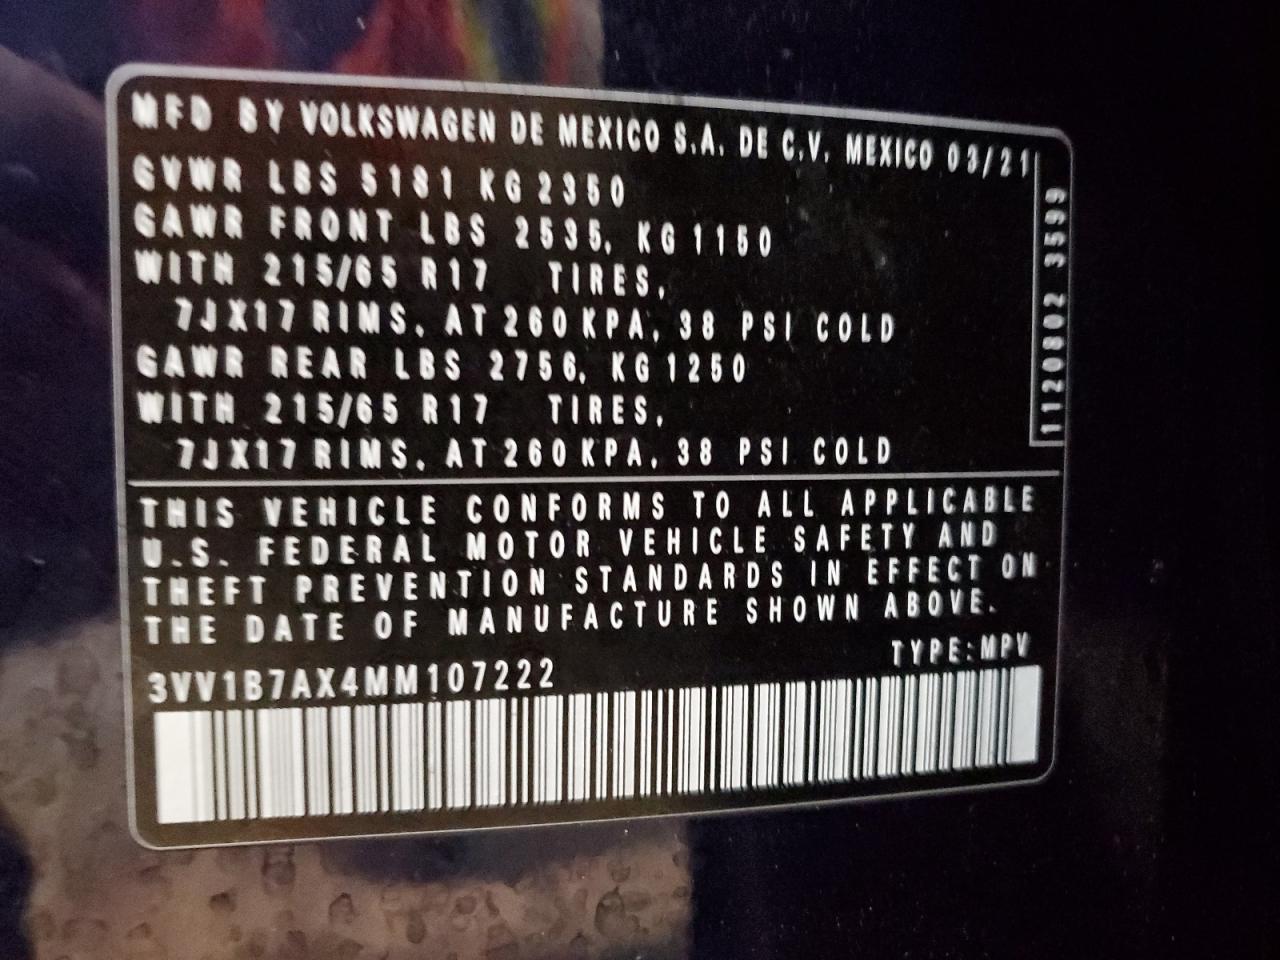 MFD BY VOLKSWAGEN DE MEXICO S.A. DE C.V. MEXICO 03/21
GVWR LBS 5181 KG 2350
GAWR FRONT LBS 2535, KG 1150
WITH 215/65 R17 TIRES,
7JX17 RIMS, AT 260 KPA, 38 PSI COLD
GAWR REAR LBS 2756, KG 1250
WITH 215/65 R17 TIRES,
7JX17 RIMS, AT 260 KPA, 38 PSI COLD
1120802 3599
THIS VEHICLE CONFORMS TO ALL APPLICABLE
U.S. FEDERAL MOTOR VEHICLE SAFETY AND
THEFT PREVENTION STANDARDS IN EFFECT ON
THE DATE OF MANUFACTURE SHOWN ABOVE.
TYPE:MPV
3VV1B7AX4MM107222